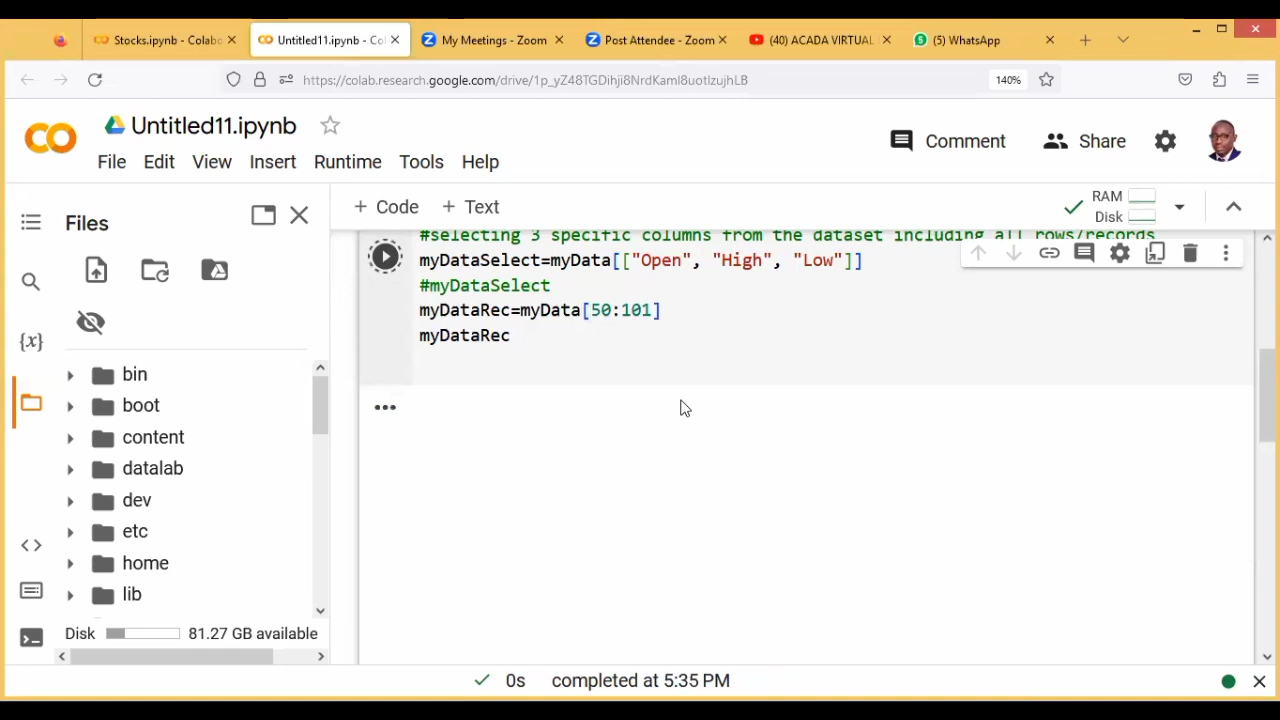 Stocks.ipynb - Colabo
Untitled11.ipynb - Col
My Meetings - Zoom
Post Attendee - Zoom
(40) ACADA VIRTUAL
(5) WhatsApp
https://colab.research.google.com/drive/1p_yZ48TGDihji8NrdKaml8uotlzujhLB
140%
Untitled11.ipynb
Comment
Share
File Edit View Insert Runtime Tools Help
Files
+ Code + Text
RAM
Disk
#selecting 3 specific columns from the dataset including all rows/records
myDataSelect=myData[["Open", "High", "Low"]]
#myDataSelect
myDataRec=myData[50:101]
myDataRec
{x}
bin
boot
content
datalab
dev
etc
home
lib
Disk 81.27 GB available
0s completed at 5:35 PM